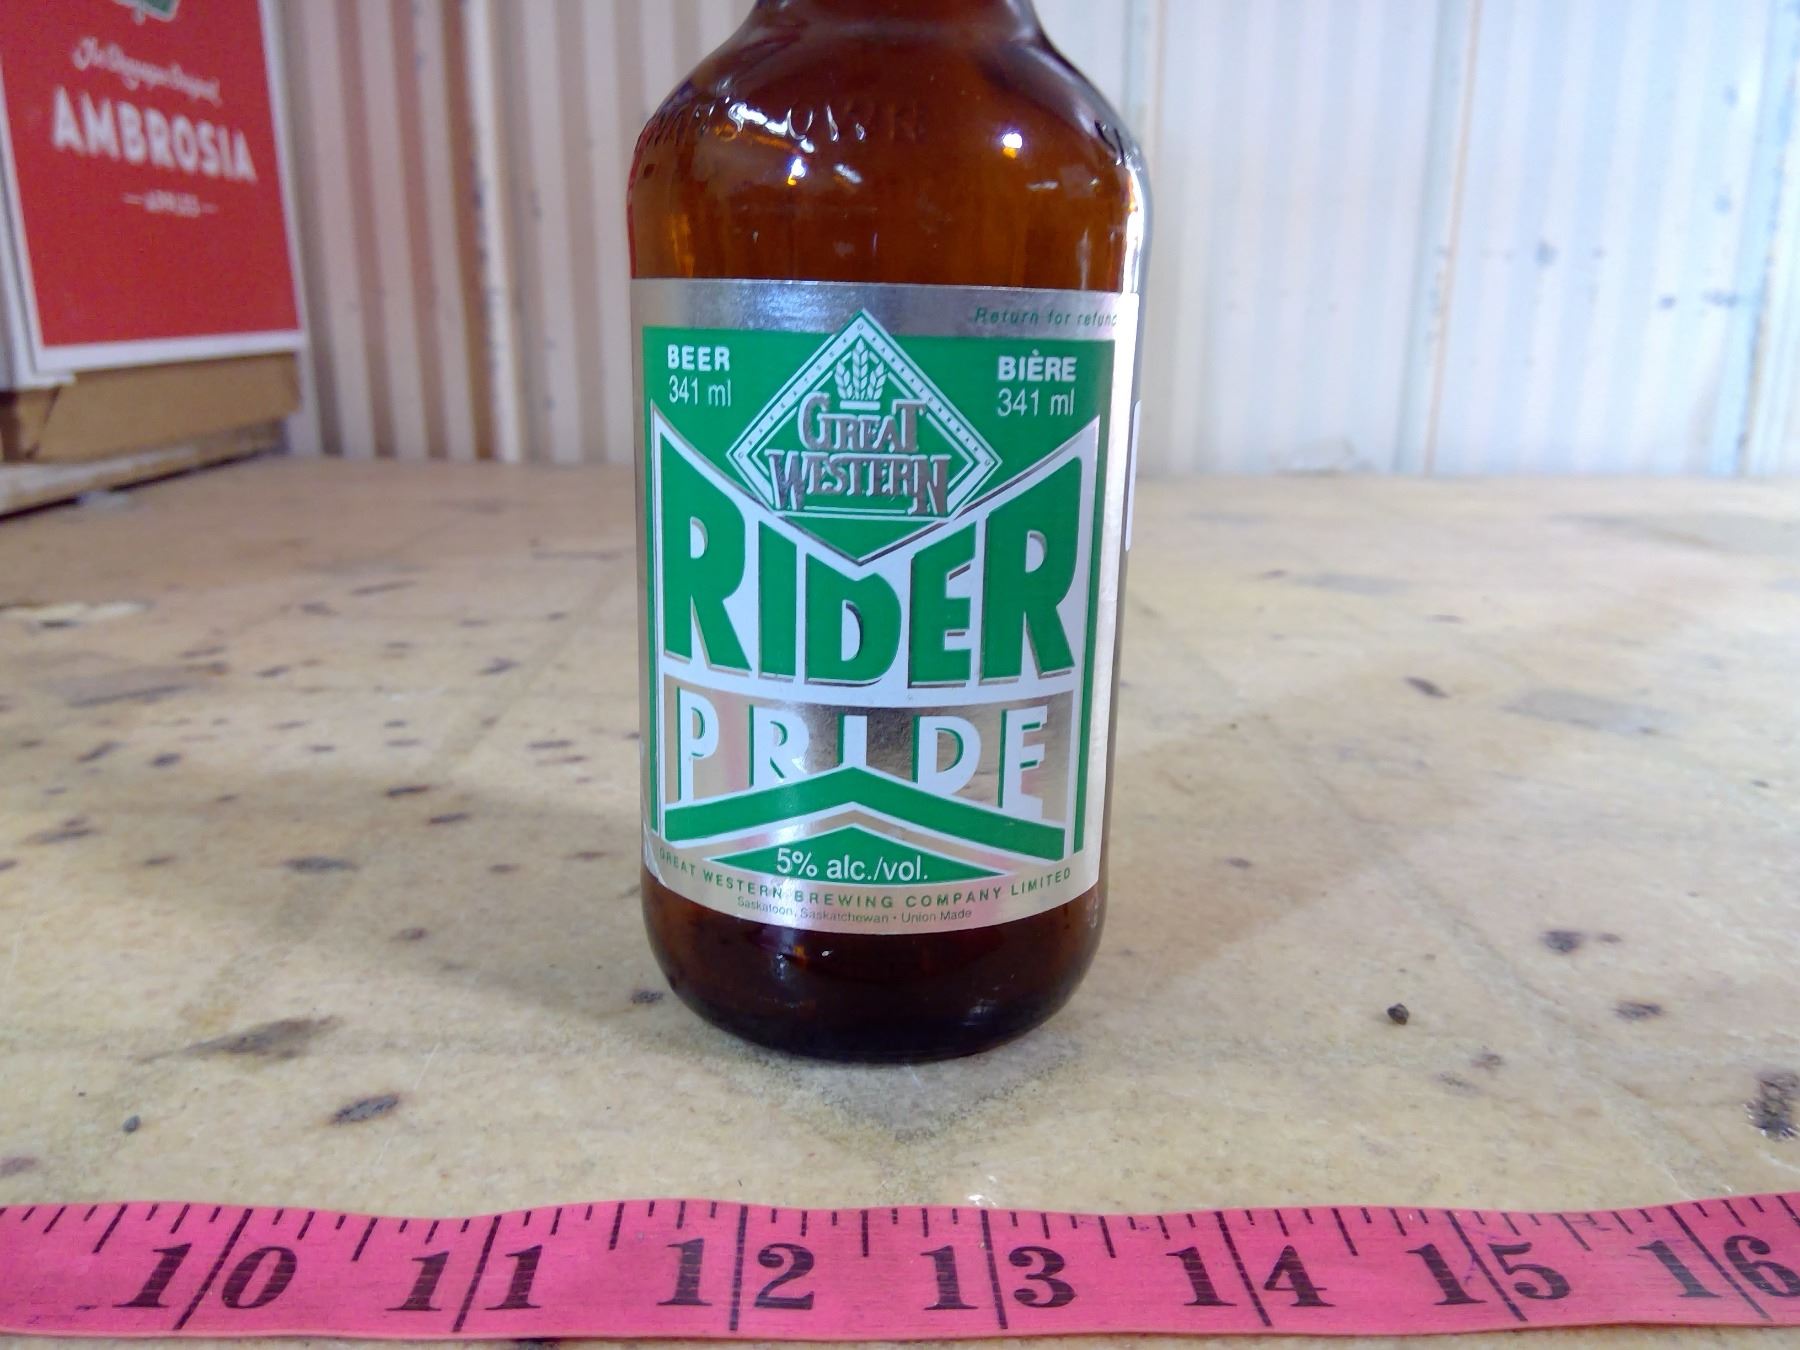 AMBROSIA
Return for refund
BEER
341 ml
BIÈRE
341 ml
GREAT
WESTERN
RIDER
PRIDE
5% alc./vol.
GREAT WESTERN BREWING COMPANY LIMITED
Saskatoon, Saskatchewan • Union Made
10 11 12 13 14 15 16